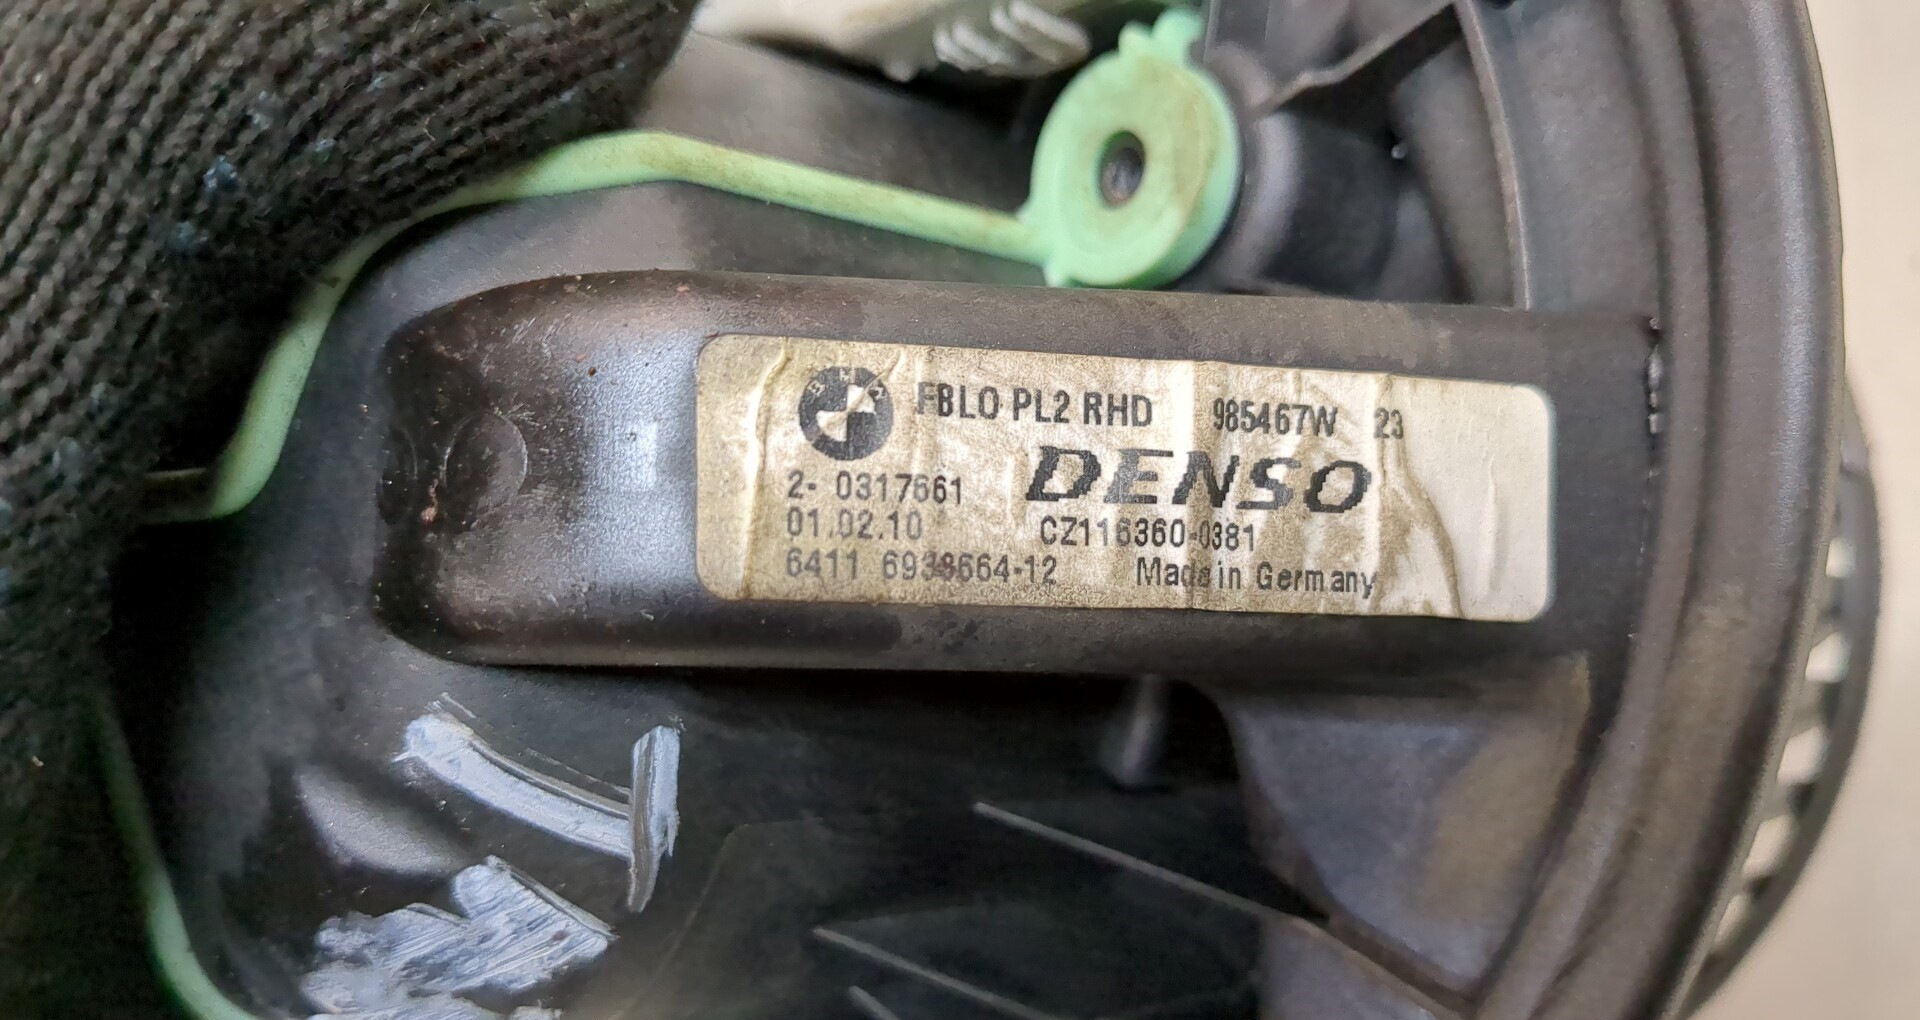 BMW FBLO PL2 RHD 985467W 23
DENSO
2- 0317661
01.02.10 CZ116360-0381
6411 6938664-12 Made in Germany